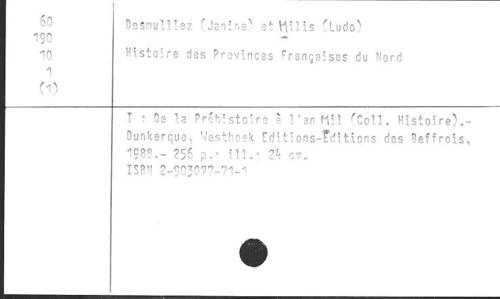 60
190
10
1
(1)
Desmulliez (Janine) et Milis (Ludo)
Histoire des Provinces Françaises du Nord
T : De la Préhistoire à l'an Mil (Coll. Histoire).-
Dunkerque, Westhoek Editions-Editions des Beffrois,
1988.- 256 p.: ill.; 24 cm.
ISBN 2-903077-71-1